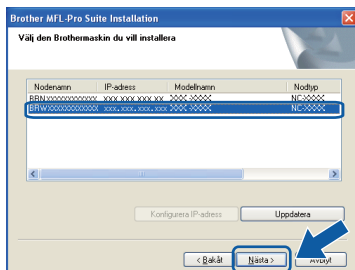 Brother MFL-Pro Suite Installation
Välj den Brothermaskin du vill installera
Nodenamn IP-adress Modellnamn Nodtyp
BRNXXXXXXXXXXXX XXX.XXX.XXX.XX XXX-XXXX NC-XXXX
BRWXXXXXXXXXXXX XXX.XXX.XXX.XXX XXX-XXXX NC-XXXX
Konfigurera IP-adress Uppdatera
< Bakåt Nästa > Avbryt